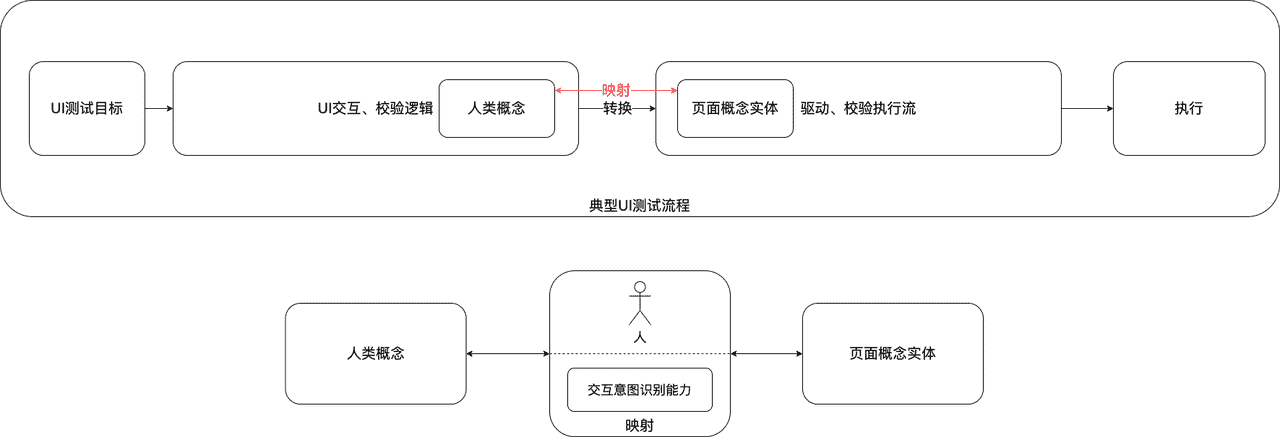 UI测试目标
UI交互、校验逻辑
人类概念
映射
转换
页面概念实体
驱动、校验执行流
执行
典型UI测试流程
人类概念
人
交互意图识别能力
映射
页面概念实体